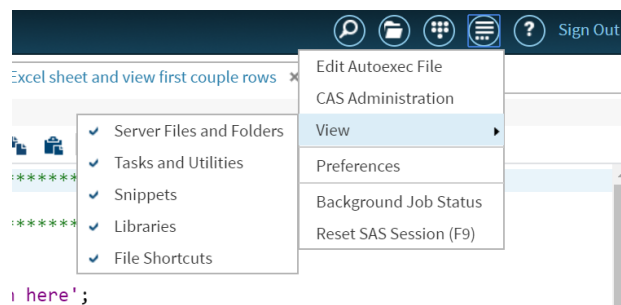 Sign Out
Excel sheet and view first couple rows
Edit Autoexec File
CAS Administration
View
Preferences
Background Job Status
Reset SAS Session (F9)
Server Files and Folders
Tasks and Utilities
Snippets
Libraries
File Shortcuts
*******
*******
here';